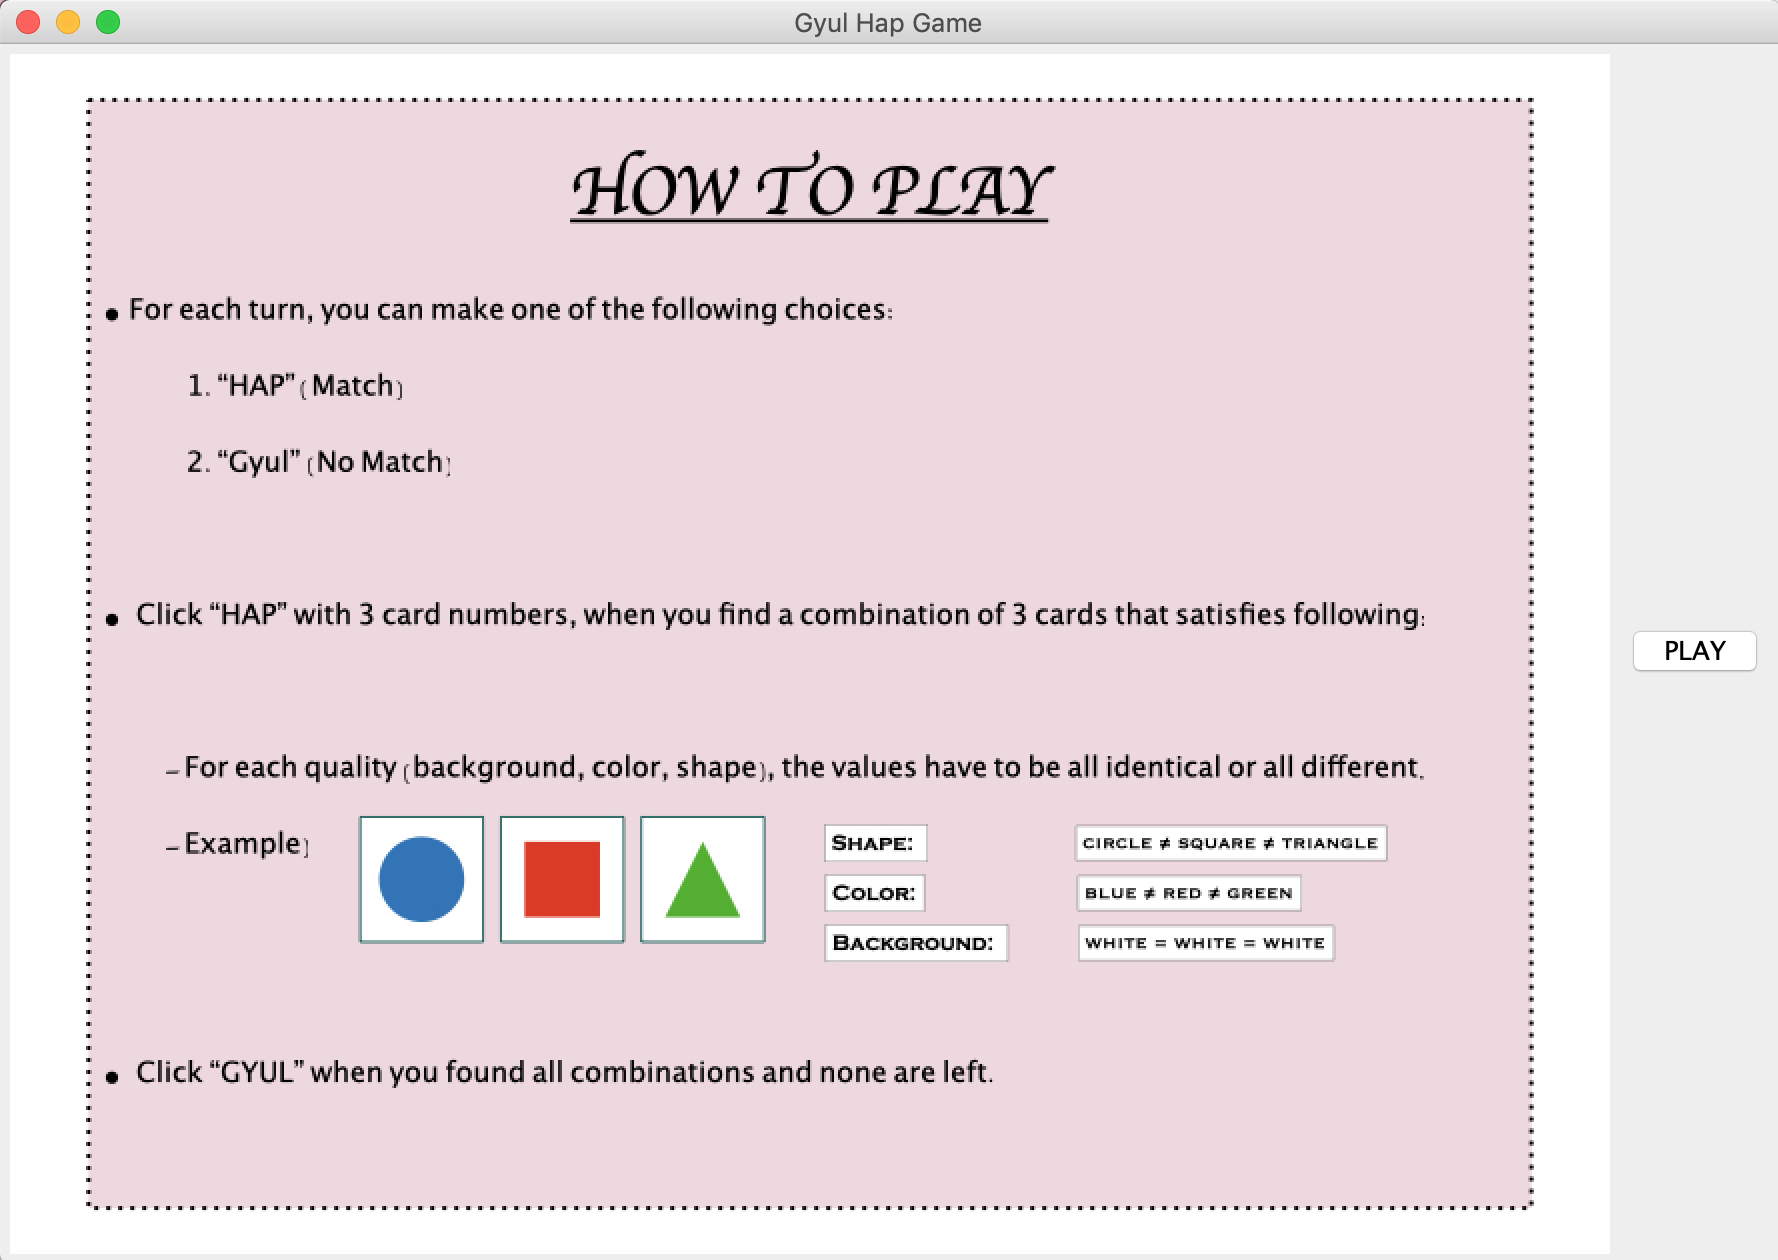 Gyul Hap Game
HOW TO PLAY
• For each turn, you can make one of the following choices:
1. “HAP” (Match)
2. “Gyul” (No Match)
• Click “HAP” with 3 card numbers, when you find a combination of 3 cards that satisfies following:
– For each quality (background, color, shape), the values have to be all identical or all different.
– Example)
SHAPE: CIRCLE ≠ SQUARE ≠ TRIANGLE
COLOR: BLUE ≠ RED ≠ GREEN
BACKGROUND: WHITE = WHITE = WHITE
• Click “GYUL” when you found all combinations and none are left.
PLAY